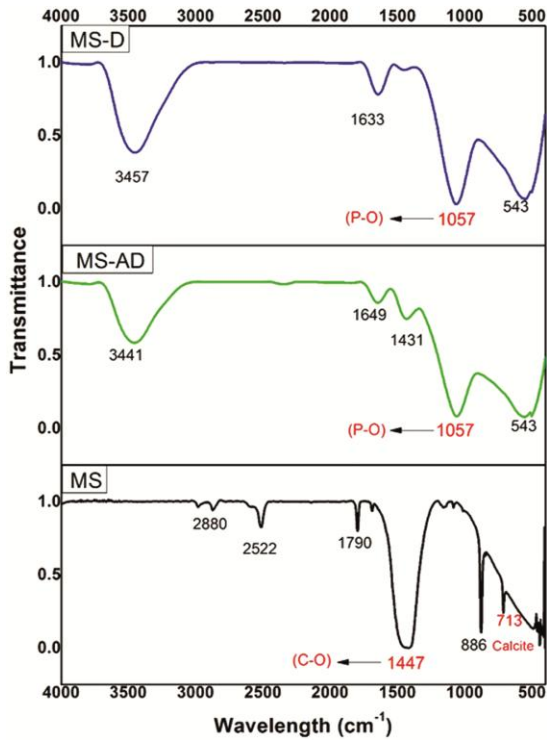 4000 3500 3000 2500 2000 1500 1000 500
MS-D
1.0
0.5
0.0
3457
1633
(P-O) 1057
543
MS-AD
1.0
0.5
0.0
3441
1649
1431
(P-O) 1057
543
MS
1.0
0.5
0.0
2880
2522
1790
(C-O) 1447
886
713
Calcite
4000 3500 3000 2500 2000 1500 1000 500
Transmittance
Wavelength (cm⁻¹)